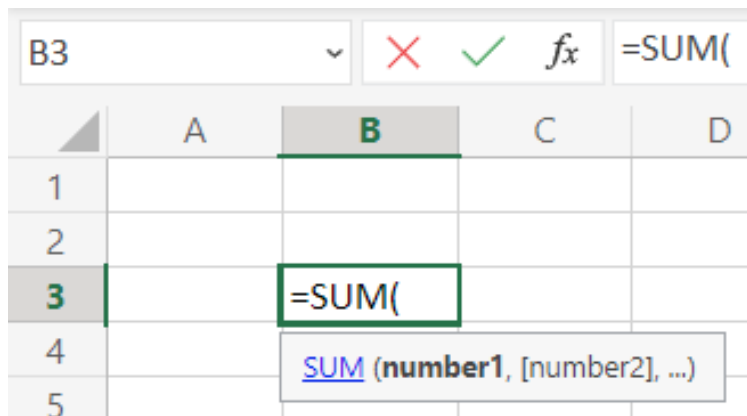 B3 fx =SUM(
A B C D
1
2
3 =SUM(
4 SUM (number1, [number2], ...)
5